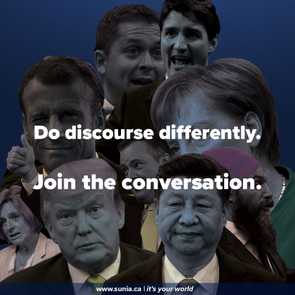 Do discourse differently.
Join the conversation.
www.sunia.ca | it's your world